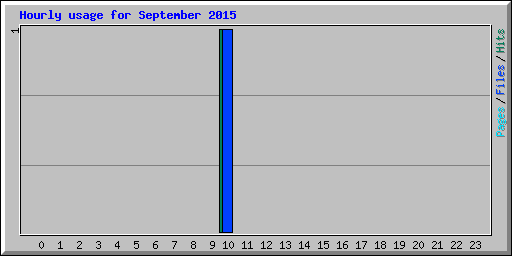 Hourly usage for September 2015
1
Pages/Files/Hits
0 1 2 3 4 5 6 7 8 9 10 11 12 13 14 15 16 17 18 19 20 21 22 23